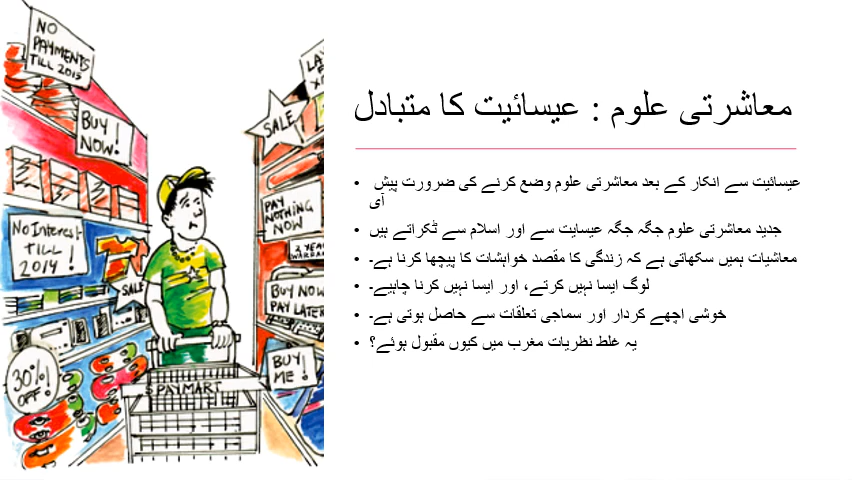 NO
PAYMENTS
TILL 2015
BUY
NOW!
SALE
PAY
NOTHING
NOW
No Interest
TILL
2014!
SALE
2 YEAR
BUY NOW
PAY LATER
30%!
OFF!
BUY
ME!
PAYMART
معاشرتی علوم : عیسائیت کا متبادل
• عیسائیت سے انکار کے بعد معاشرتی علوم وضع کرنے کی ضرورت پیش
آی
• جدید معاشرتی علوم جگہ جگہ عیسایت سے اور اسلام سے ٹکراتے ہیں
• معاشیات ہمیں سکھاتی ہے کہ زندگی کا مقصد خواہشات کا پیچھا کرنا ہے۔
• لوگ ایسا نہیں کرتے، اور ایسا نہیں کرنا چاہیے۔
• خوشی اچھے کردار اور سماجی تعلقات سے حاصل ہوتی ہے۔
• یہ غلط نظریات مغرب میں کیوں مقبول ہوئے؟